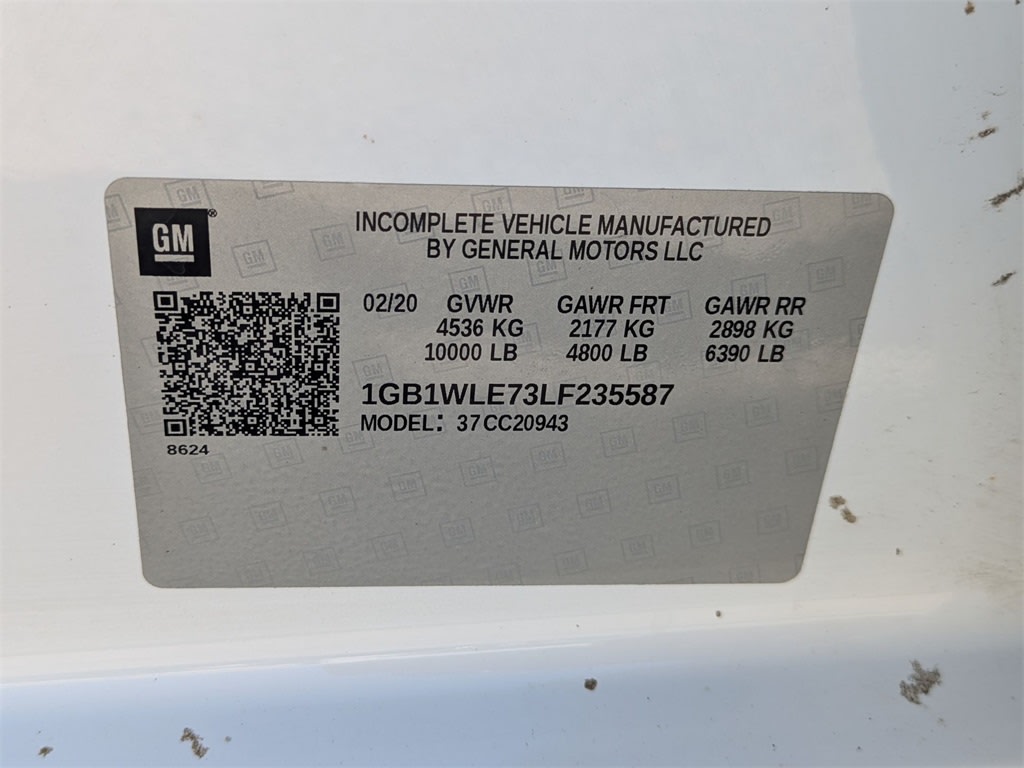 GM®
INCOMPLETE VEHICLE MANUFACTURED
BY GENERAL MOTORS LLC
02/20 GVWR GAWR FRT GAWR RR
4536 KG 2177 KG 2898 KG
10000 LB 4800 LB 6390 LB
1GB1WLE73LF235587
MODEL: 37CC20943
8624